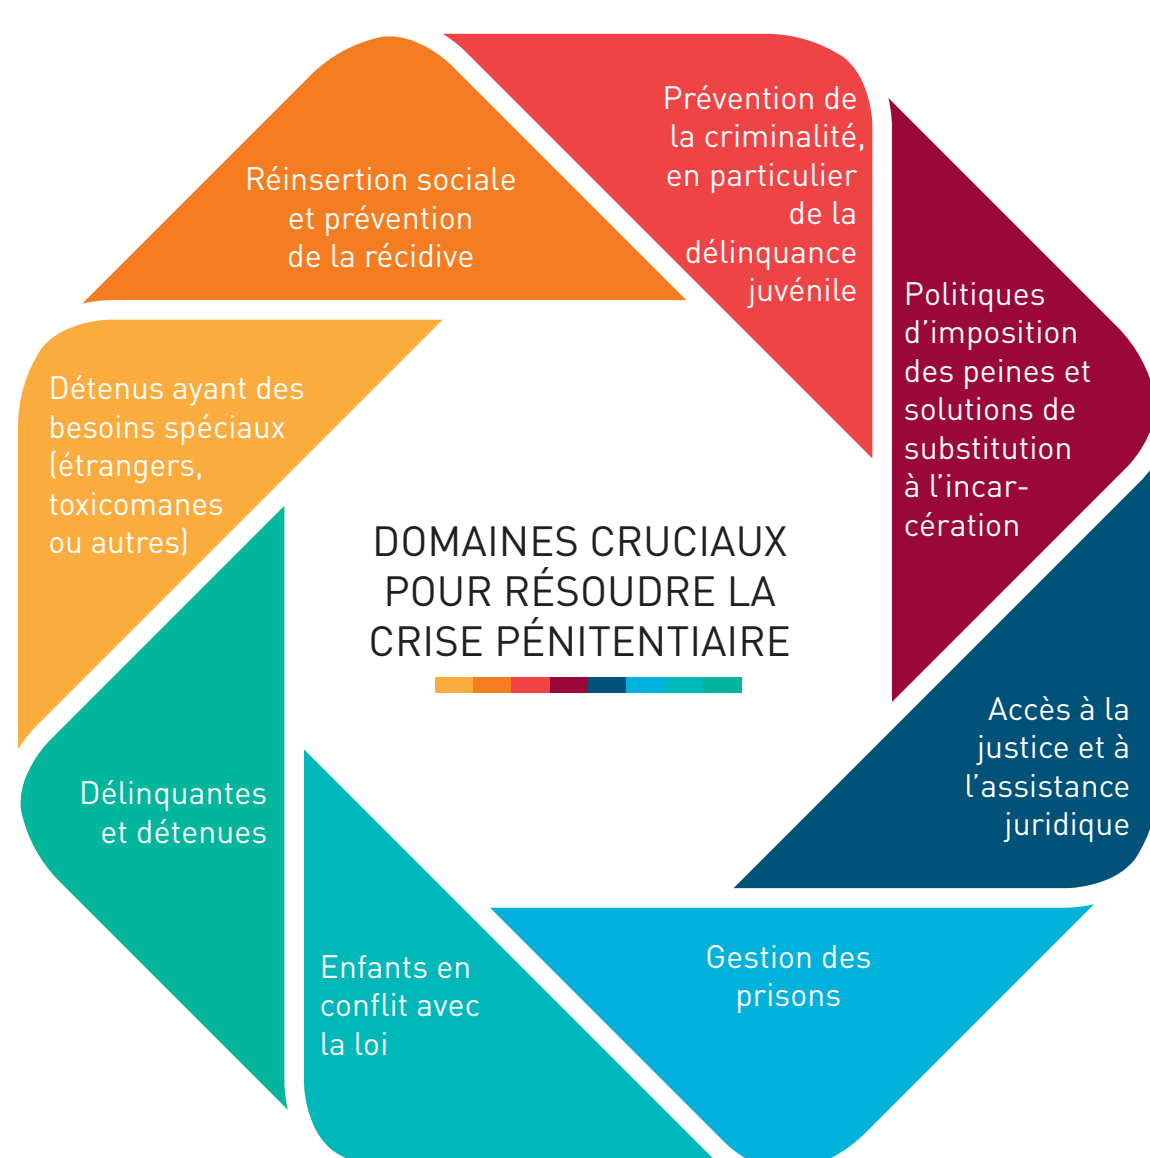 Prévention de
la criminalité,
en particulier
de la
délinquance
juvénile
Politiques
d'imposition
des peines et
solutions de
substitution
à l'incar-
cération
Accès à la
justice et à
l'assistance
juridique
Gestion des
prisons
Enfants en
conflit avec
la loi
Délinquantes
et détenues
Détenus ayant des
besoins spéciaux
(étrangers,
toxicomanes
ou autres)
Réinsertion sociale
et prévention
de la récidive
DOMAINES CRUCIAUX
POUR RÉSOUDRE LA
CRISE PÉNITENTIAIRE